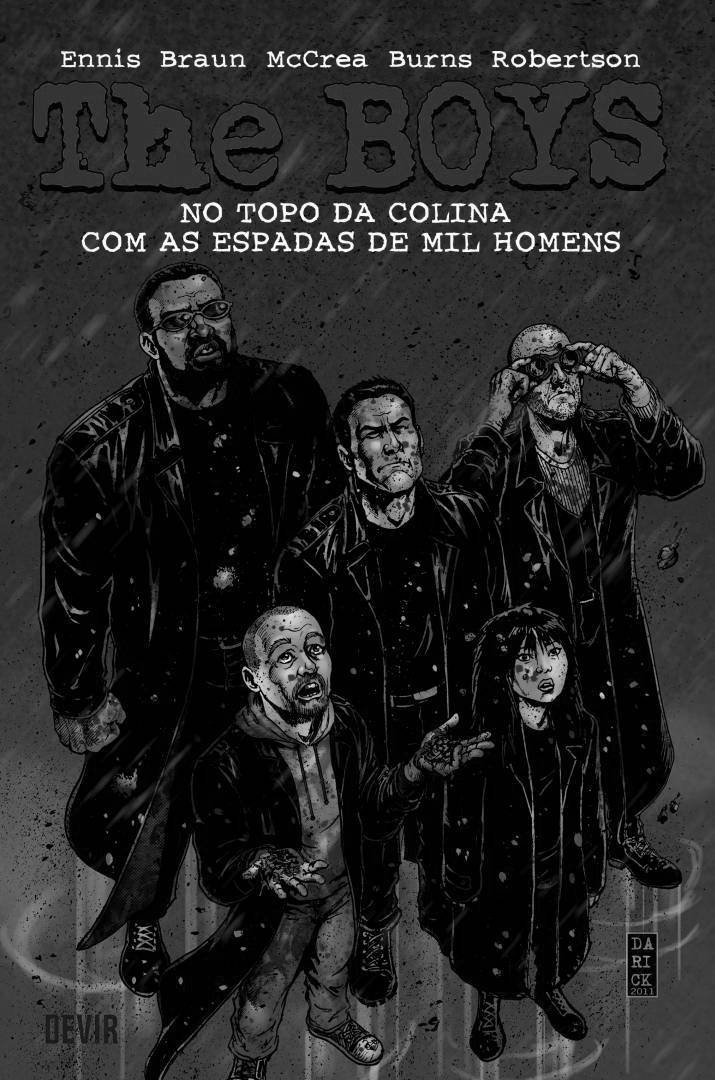 Ennis Braun McCrea Burns Robertson
The BOYS
NO TOPO DA COLINA
COM AS ESPADAS DE MIL HOMENS
DA
RI
CK
2011
DEVIR